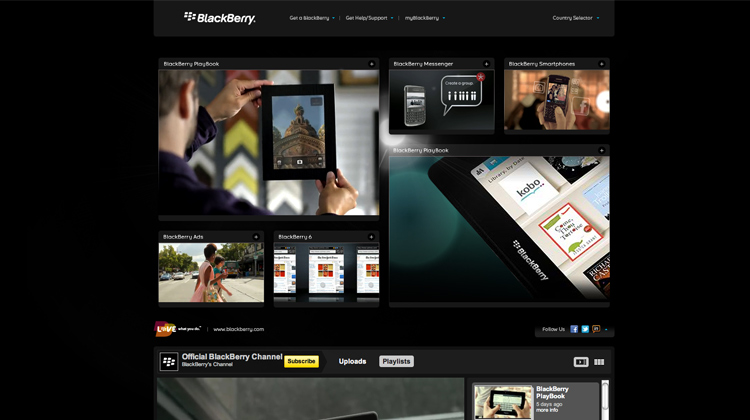 BlackBerry.
Get a BlackBerry
Get Help/Support
myBlackBerry
Country Selector
BlackBerry PlayBook
BlackBerry Messenger
Create a group.
BlackBerry Smartphones
BlackBerry PlayBook
kobo
BlackBerry
BlackBerry Ads
BlackBerry 6
LOVE what you do.
www.blackberry.com
Follow Us
Official BlackBerry Channel
BlackBerry's Channel
Subscribe
Uploads
Playlists
BlackBerry
PlayBook
5 days ago
more info